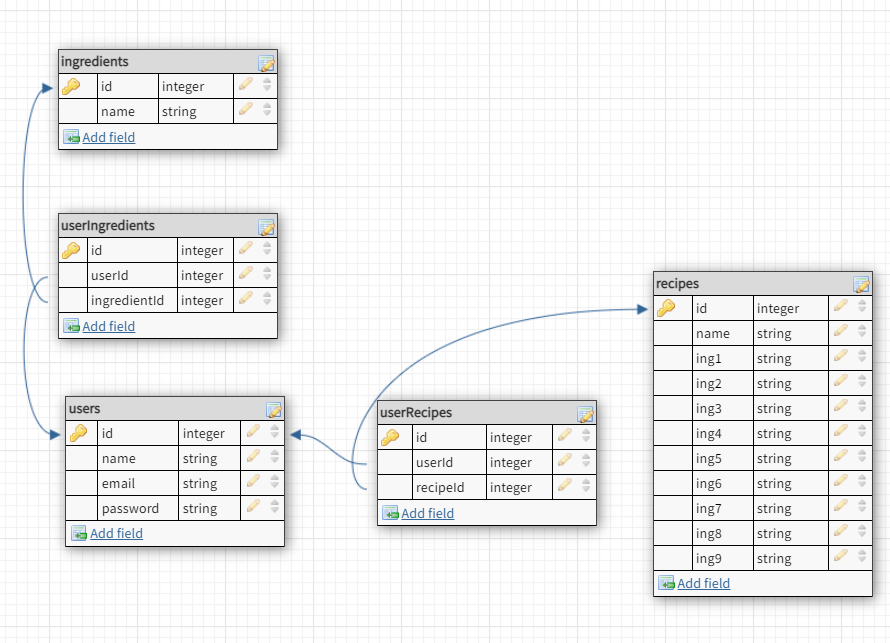 ingredients
id integer
name string
Add field
userIngredients
id integer
userId integer
ingredientId integer
Add field
users
id integer
name string
email string
password string
Add field
userRecipes
id integer
userId integer
recipeId integer
Add field
recipes
id integer
name string
ing1 string
ing2 string
ing3 string
ing4 string
ing5 string
ing6 string
ing7 string
ing8 string
ing9 string
Add field